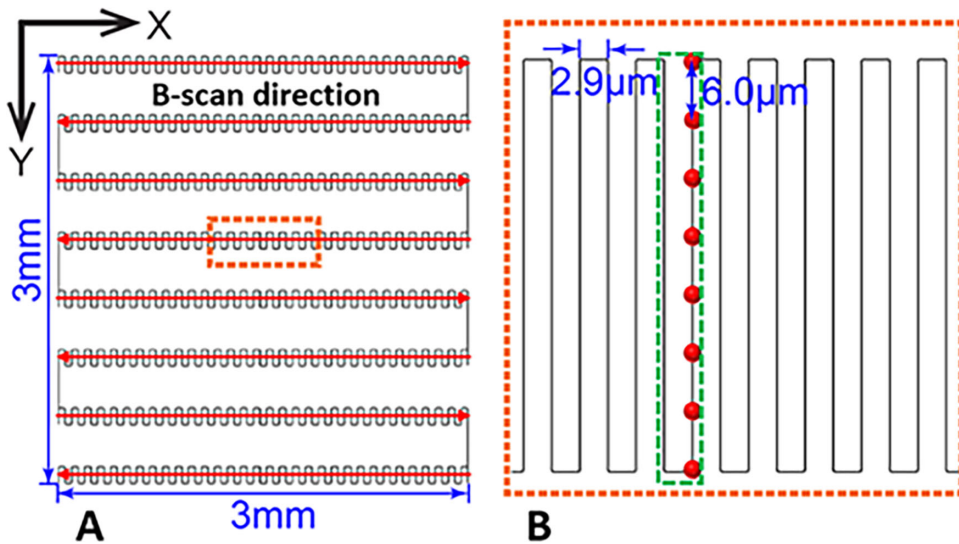 X
Y
B-scan direction
3mm
3mm
A
2.9μm
6.0μm
B